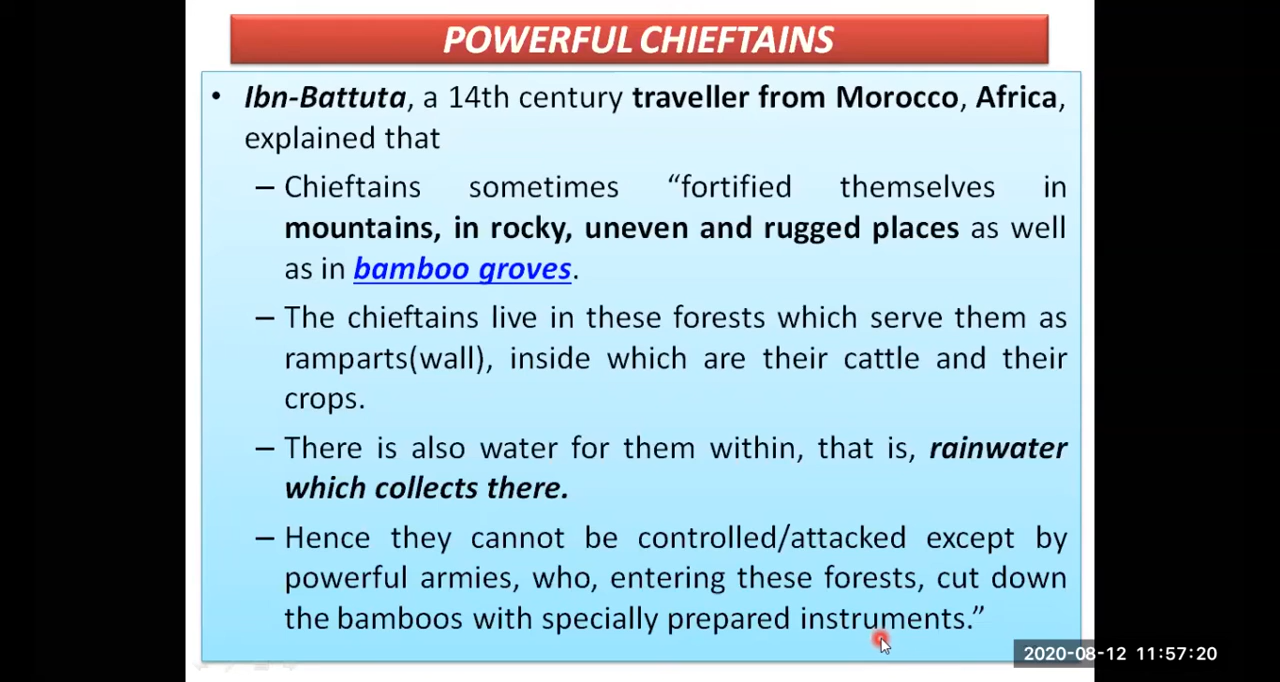 POWERFUL CHIEFTAINS
• Ibn-Battuta, a 14th century traveller from Morocco, Africa,
explained that
– Chieftains sometimes “fortified themselves in
mountains, in rocky, uneven and rugged places as well
as in bamboo groves.
– The chieftains live in these forests which serve them as
ramparts(wall), inside which are their cattle and their
crops.
– There is also water for them within, that is, rainwater
which collects there.
– Hence they cannot be controlled/attacked except by
powerful armies, who, entering these forests, cut down
the bamboos with specially prepared instruments.”
2020-08-12 11:57:20